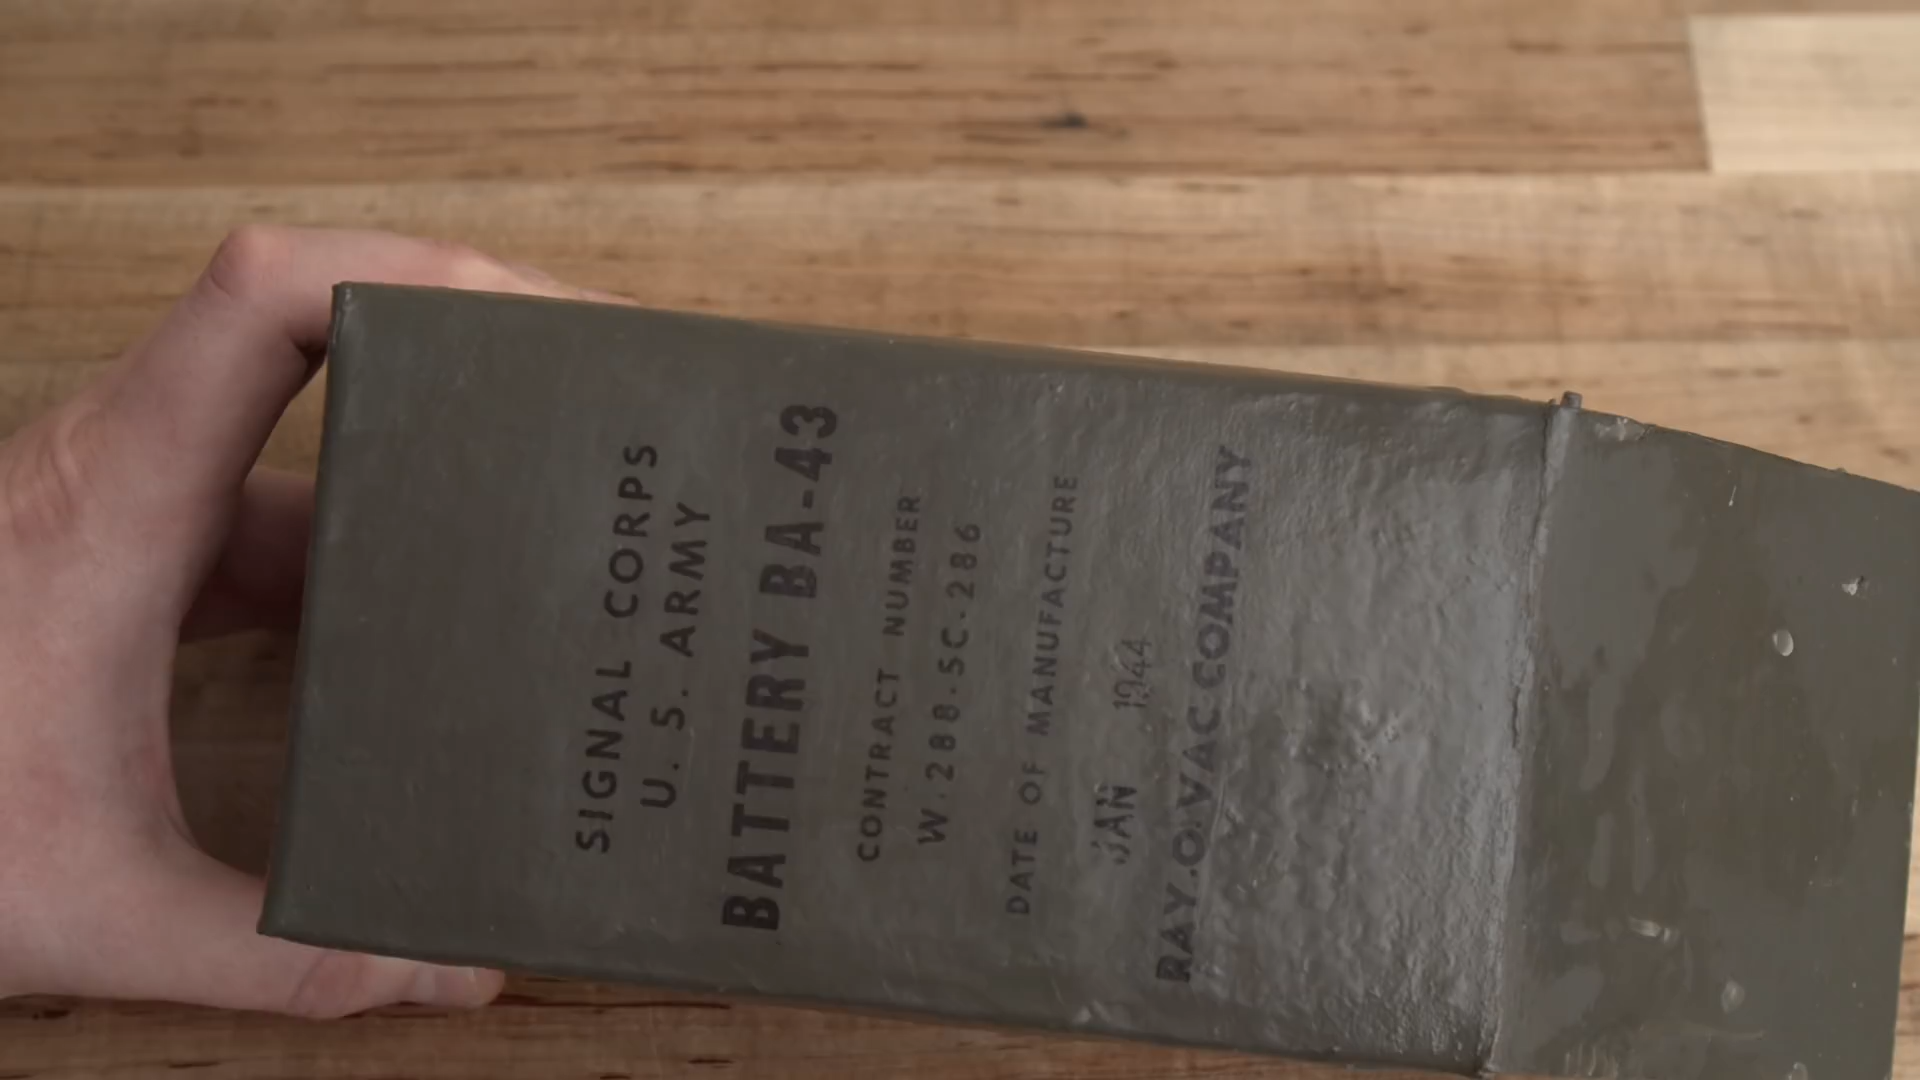 SIGNAL CORPS
U. S. ARMY
BATTERY BA-43
CONTRACT NUMBER
W.288.SC.286
DATE OF MANUFACTURE
JAN 1944
RAY.O.VAC COMPANY